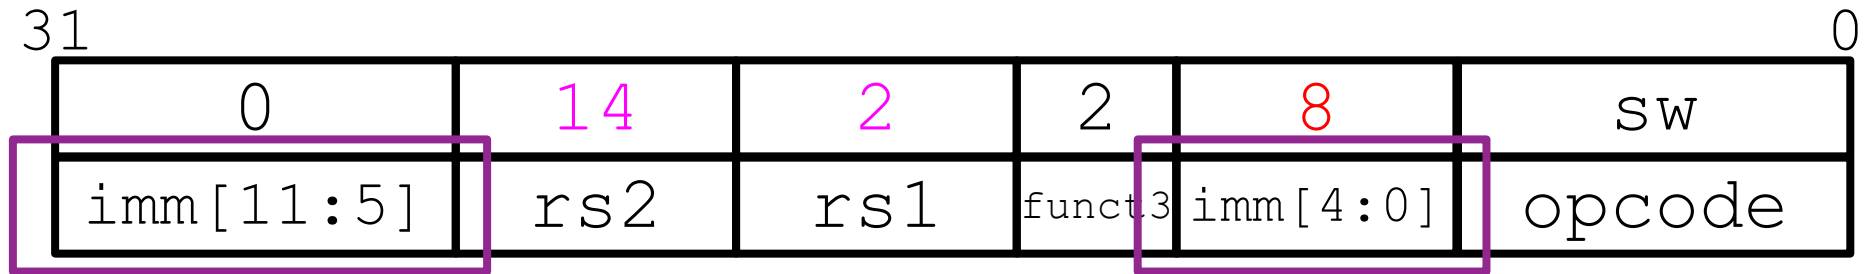 31 0
0 14 2 2 8 sw
imm[11:5] rs2 rs1 funct3 imm[4:0] opcode